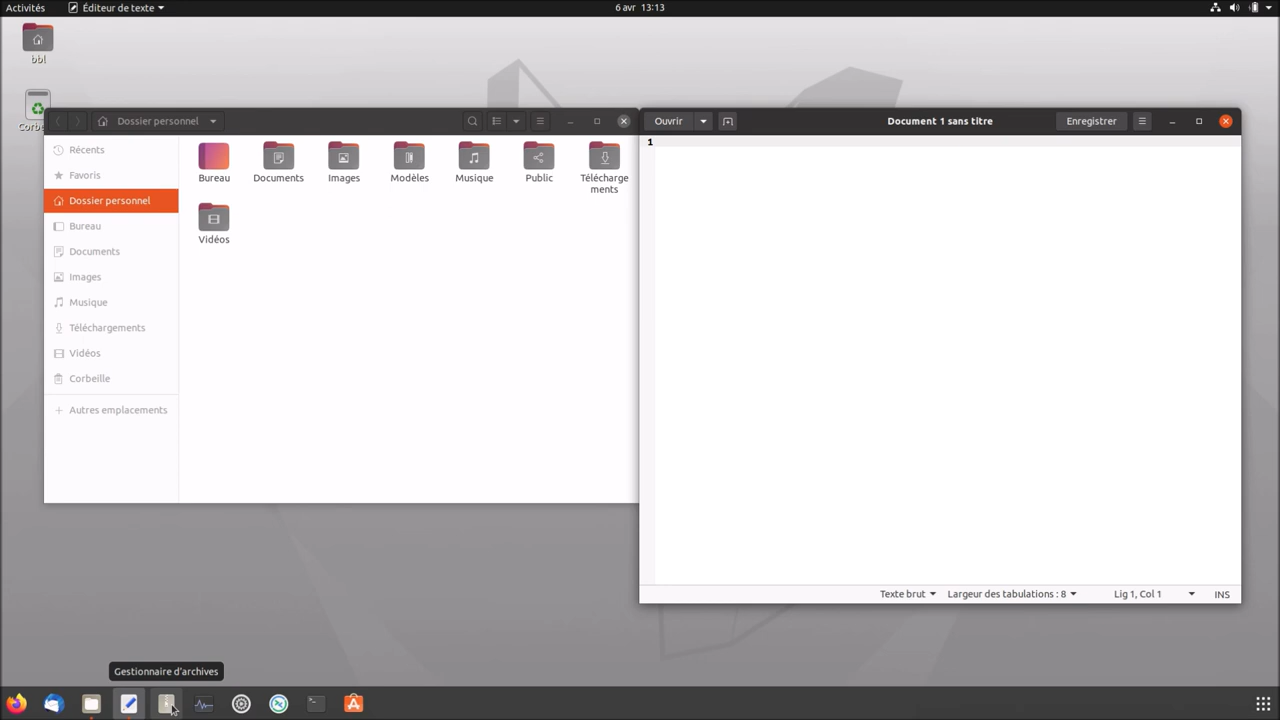 Activités
Éditeur de texte
6 avr 13:13
bbl
Dossier personnel
Récents
Favoris
Dossier personnel
Bureau
Documents
Images
Musique
Téléchargements
Vidéos
Corbeille
Autres emplacements
Bureau
Documents
Images
Modèles
Musique
Public
Télécharge
ments
Vidéos
Ouvrir
Document 1 sans titre
Enregistrer
1
Texte brut
Largeur des tabulations : 8
Lig 1, Col 1
INS
Gestionnaire d'archives